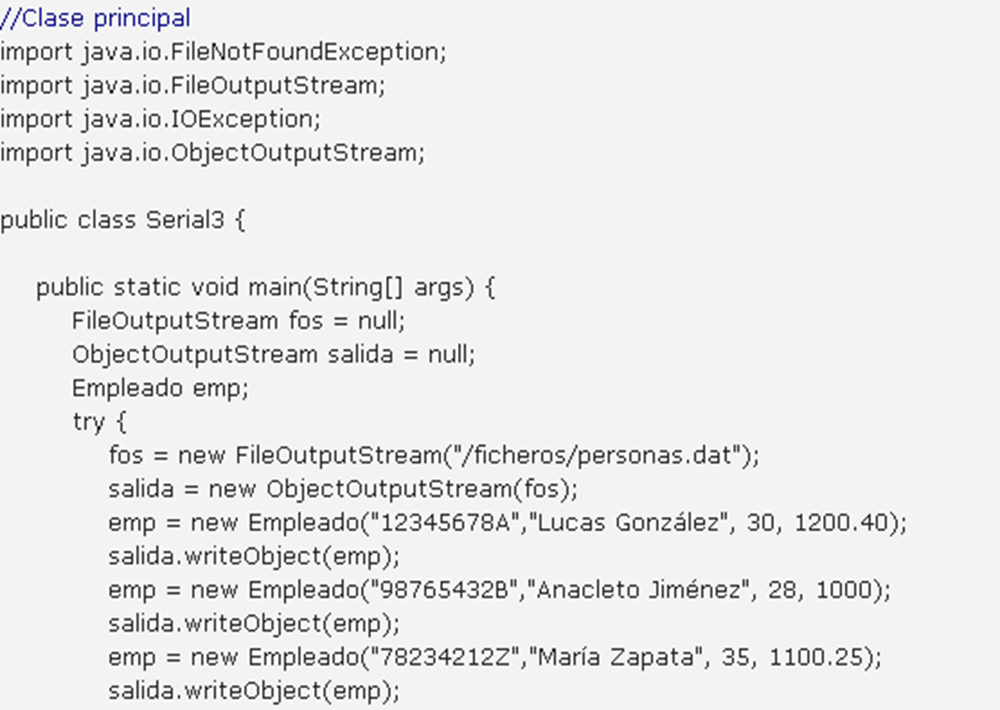 //Clase principal
import java.io.FileNotFoundException;
import java.io.FileOutputStream;
import java.io.IOException;
import java.io.ObjectOutputStream;
public class Serial3 {
public static void main(String[] args) {
FileOutputStream fos = null;
ObjectOutputStream salida = null;
Empleado emp;
try {
fos = new FileOutputStream("/ficheros/personas.dat");
salida = new ObjectOutputStream(fos);
emp = new Empleado("12345678A","Lucas González", 30, 1200.40);
salida.writeObject(emp);
emp = new Empleado("98765432B","Anacleto Jiménez", 28, 1000);
salida.writeObject(emp);
emp = new Empleado("78234212Z","María Zapata", 35, 1100.25);
salida.writeObject(emp);